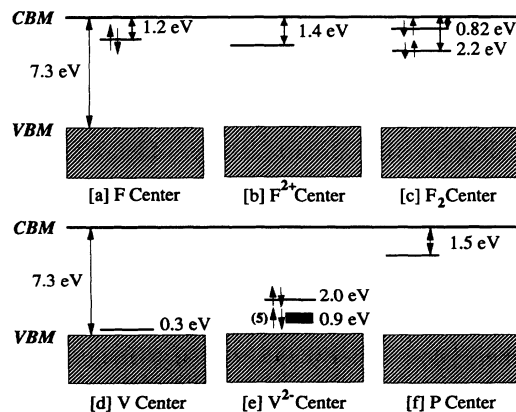 CBM
1.2 eV
1.4 eV
0.82 eV
2.2 eV
7.3 eV
VBM
[a] F Center
[b] F²⁺Center
[c] F₂Center
CBM
1.5 eV
7.3 eV
2.0 eV
(5)
0.9 eV
0.3 eV
VBM
[d] V Center
[e] V²⁻Center
[f] P Center